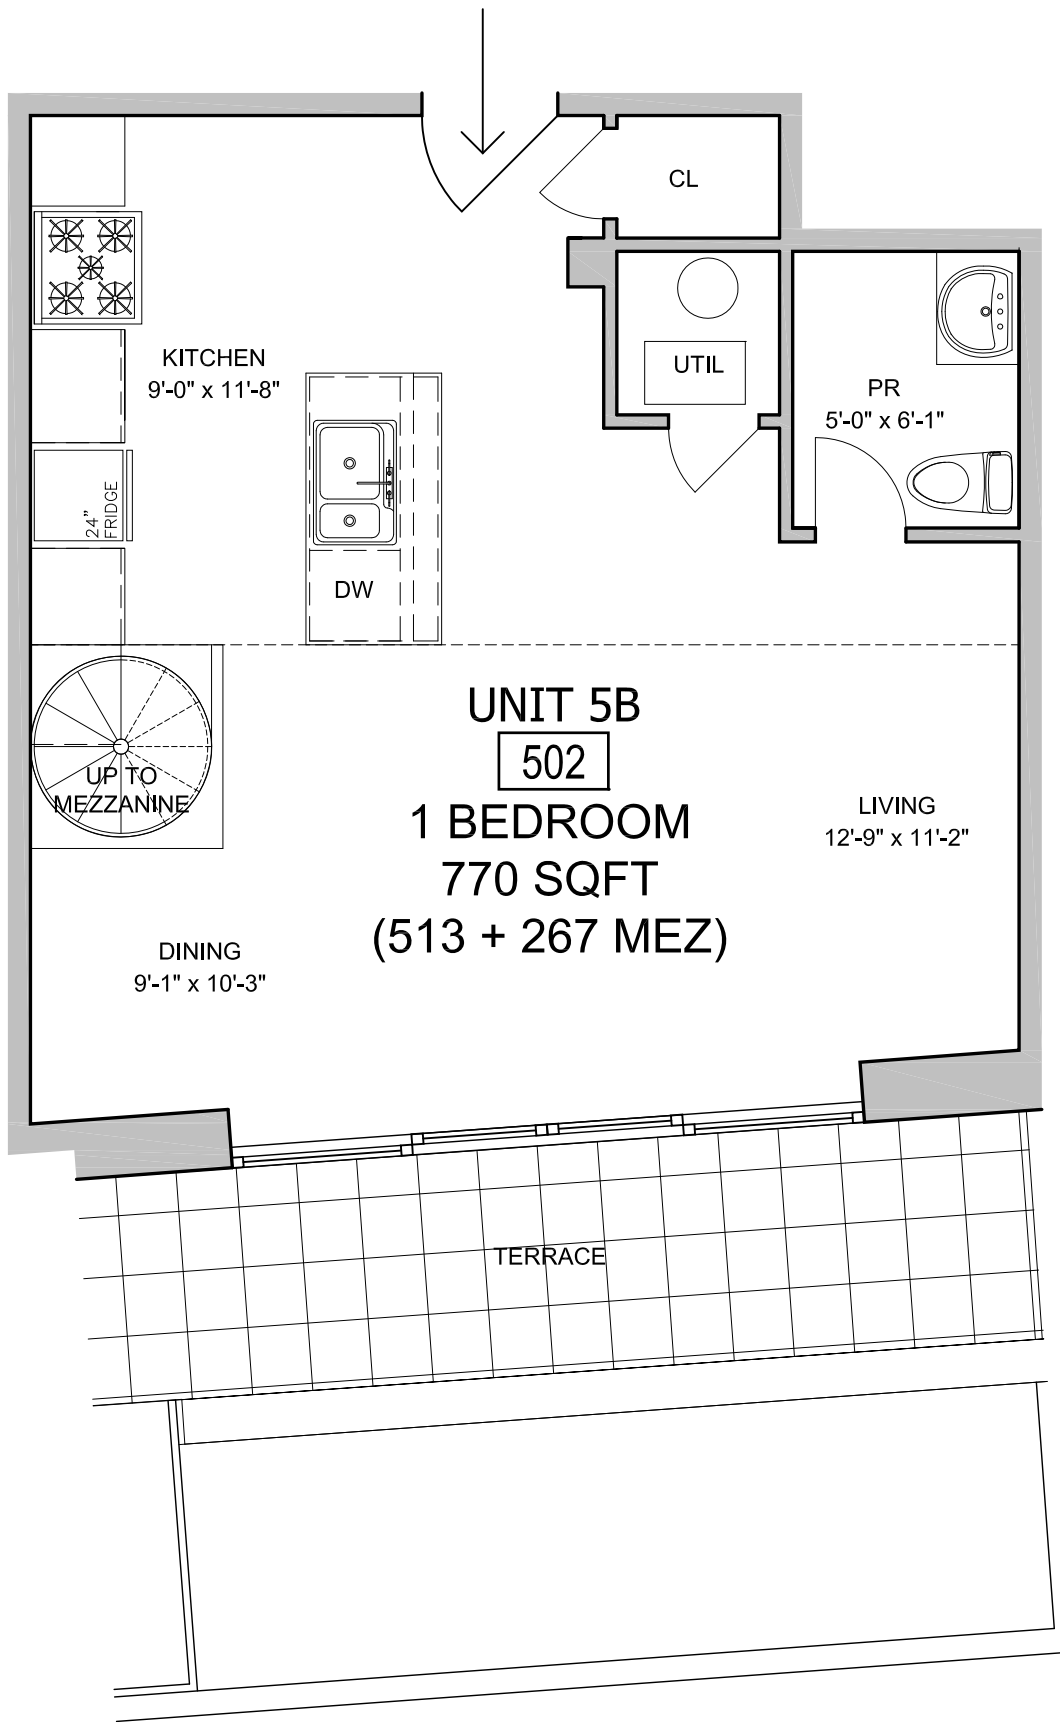 CL
KITCHEN
9'-0" x 11'-8"
UTIL
PR
5'-0" x 6'-1"
24"
FRIDGE
DW
UNIT 5B
502
1 BEDROOM
770 SQFT
(513 + 267 MEZ)
UP TO
MEZZANINE
LIVING
12'-9" x 11'-2"
DINING
9'-1" x 10'-3"
TERRACE